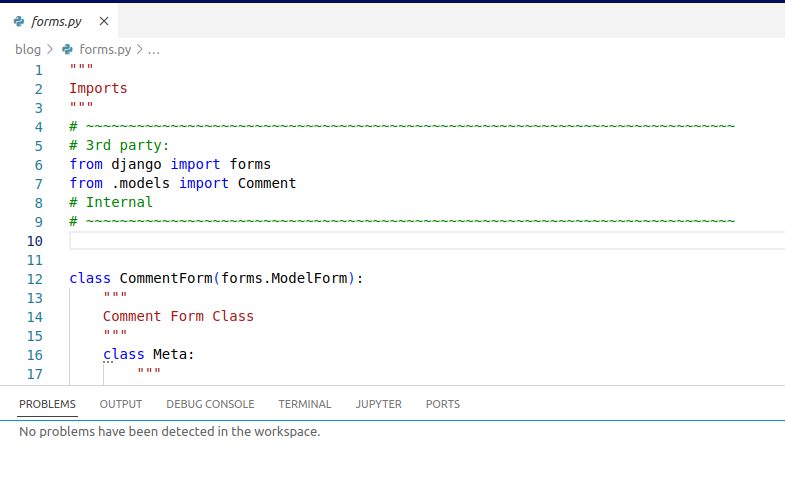 forms.py ×
blog > forms.py > ...
1 """
2 Imports
3 """
4 # ~~~~~~~~~~~~~~~~~~~~~~~~~~~~~~~~~~~~~~~~~~~~~~~~~~~~~~~~~~~~~~~~~~~~~~~~~~~~~
5 # 3rd party:
6 from django import forms
7 from .models import Comment
8 # Internal
9 # ~~~~~~~~~~~~~~~~~~~~~~~~~~~~~~~~~~~~~~~~~~~~~~~~~~~~~~~~~~~~~~~~~~~~~~~~~~~~~
10
11
12 class CommentForm(forms.ModelForm):
13     """
14     Comment Form Class
15     """
16     class Meta:
17         """
PROBLEMS OUTPUT DEBUG CONSOLE TERMINAL JUPYTER PORTS
No problems have been detected in the workspace.